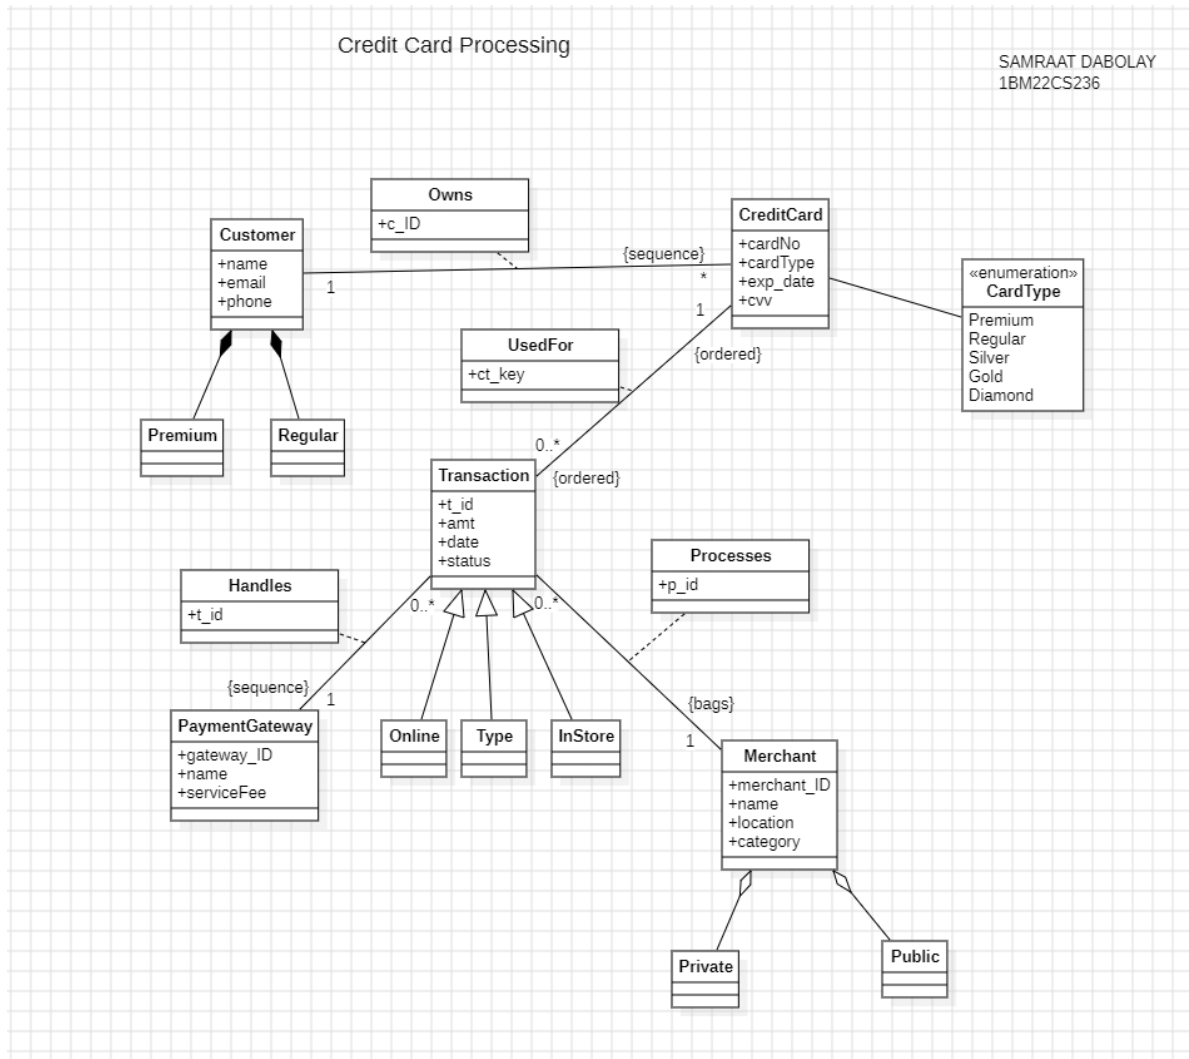 Credit Card Processing
SAMRAAT DABOLAY
1BM22CS236
Owns
+c_ID
Customer
+name
+email
+phone
1
{sequence}
*
CreditCard
+cardNo
+cardType
+exp_date
+cvv
«enumeration»
CardType
Premium
Regular
Silver
Gold
Diamond
1
{ordered}
UsedFor
+ct_key
0..*
{ordered}
Premium
Regular
Transaction
+t_id
+amt
+date
+status
Processes
+p_id
Handles
+t_id
0..*
0..*
{sequence}
1
{bags}
1
PaymentGateway
+gateway_ID
+name
+serviceFee
Online
Type
InStore
Merchant
+merchant_ID
+name
+location
+category
Private
Public